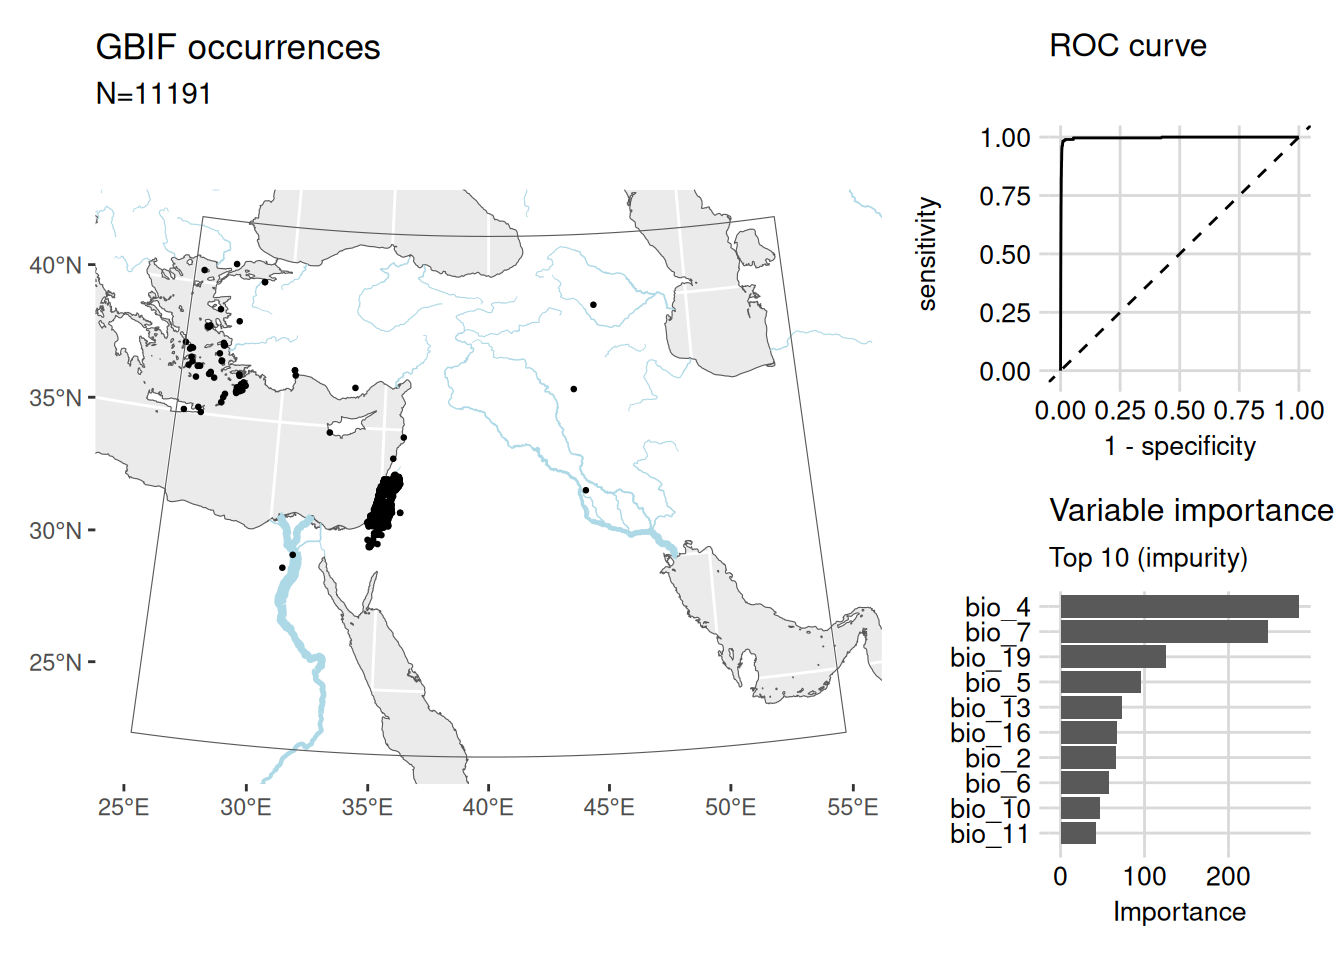 GBIF occurrences
N=11191
40°N
35°N
30°N
25°N
25°E 30°E 35°E 40°E 45°E 50°E 55°E
ROC curve
sensitivity
1.00
0.75
0.50
0.25
0.00
0.00 0.25 0.50 0.75 1.00
1 - specificity
Variable importance
Top 10 (impurity)
bio_4
bio_7
bio_19
bio_5
bio_13
bio_16
bio_2
bio_6
bio_10
bio_11
0 100 200
Importance